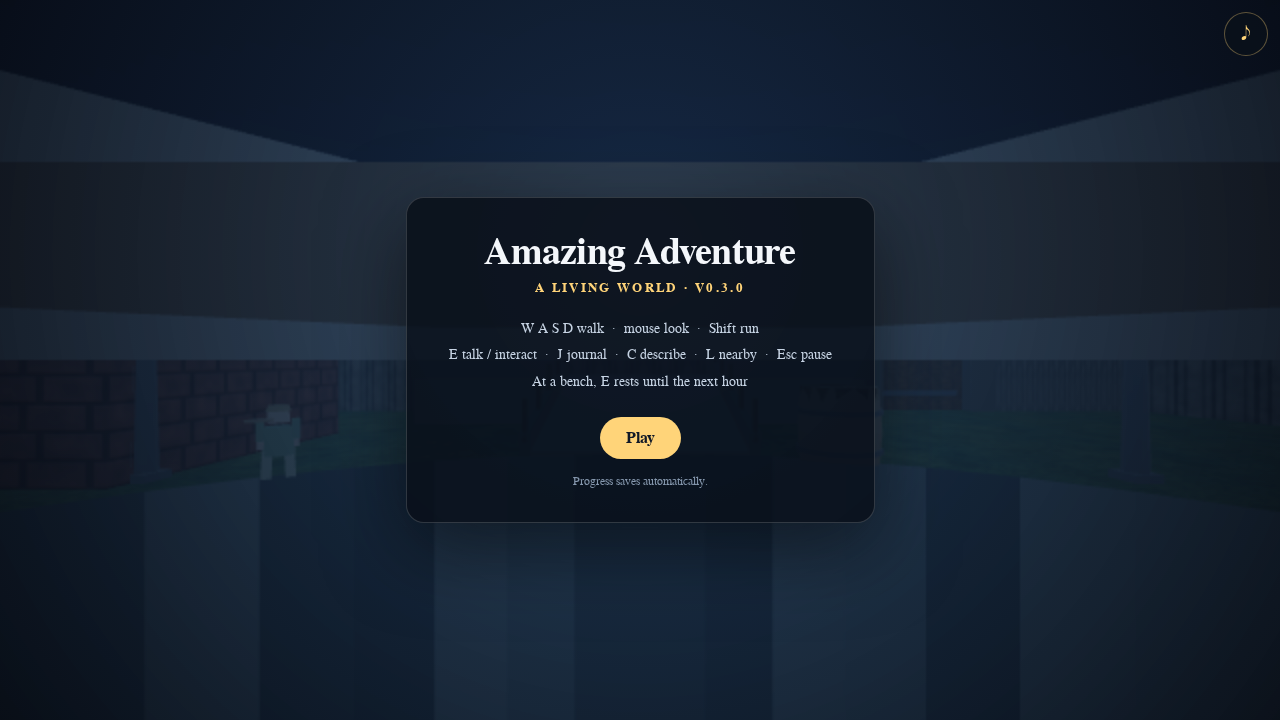 ♪
Amazing Adventure
A LIVING WORLD · V0.3.0
W A S D walk · mouse look · Shift run
E talk / interact · J journal · C describe · L nearby · Esc pause
At a bench, E rests until the next hour
Play
Progress saves automatically.